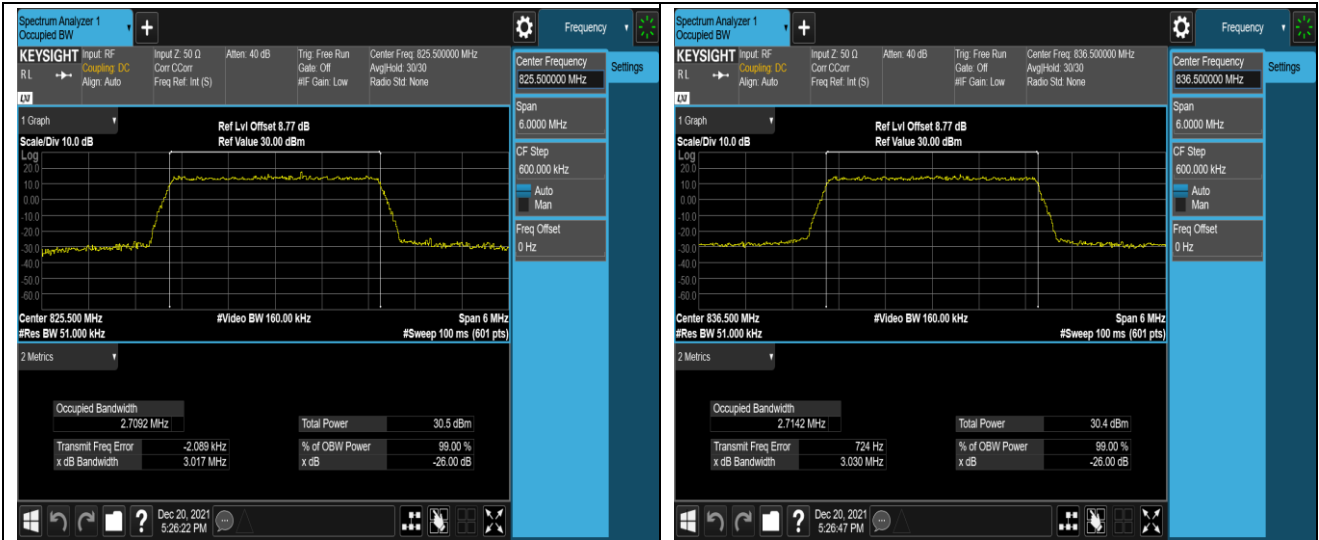 Spectrum Analyzer 1
Occupied BW
Frequency
KEYSIGHT
Input: RF
Input Z: 50 Ω
Atten: 40 dB
Trig: Free Run
Center Freq: 825.500000 MHz
RL
Coupling: DC
Corr CCorr
Gate: Off
Avg|Hold: 30/30
Align: Auto
Freq Ref: Int (S)
#IF Gain: Low
Radio Std: None
LXI
Center Frequency
825.500000 MHz
Settings
Span
6.0000 MHz
CF Step
600.000 kHz
Auto
Man
Freq Offset
0 Hz
1 Graph
Ref Lvl Offset 8.77 dB
Scale/Div 10.0 dB
Ref Value 30.00 dBm
Log
20.0
10.0
0.00
-10.0
-20.0
-30.0
-40.0
-50.0
-60.0
Center 825.500 MHz
#Video BW 160.00 kHz
Span 6 MHz
#Res BW 51.000 kHz
#Sweep 100 ms (601 pts)
2 Metrics
Occupied Bandwidth
2.7092 MHz
Total Power 30.5 dBm
Transmit Freq Error -2.089 kHz
% of OBW Power 99.00 %
x dB Bandwidth 3.017 MHz
x dB -26.00 dB
Dec 20, 2021
5:26:22 PM
Spectrum Analyzer 1
Occupied BW
Frequency
KEYSIGHT
Input: RF
Input Z: 50 Ω
Atten: 40 dB
Trig: Free Run
Center Freq: 836.500000 MHz
RL
Coupling: DC
Corr CCorr
Gate: Off
Avg|Hold: 30/30
Align: Auto
Freq Ref: Int (S)
#IF Gain: Low
Radio Std: None
LXI
Center Frequency
836.500000 MHz
Settings
Span
6.0000 MHz
CF Step
600.000 kHz
Auto
Man
Freq Offset
0 Hz
1 Graph
Ref Lvl Offset 8.77 dB
Scale/Div 10.0 dB
Ref Value 30.00 dBm
Log
20.0
10.0
0.00
-10.0
-20.0
-30.0
-40.0
-50.0
-60.0
Center 836.500 MHz
#Video BW 160.00 kHz
Span 6 MHz
#Res BW 51.000 kHz
#Sweep 100 ms (601 pts)
2 Metrics
Occupied Bandwidth
2.7142 MHz
Total Power 30.4 dBm
Transmit Freq Error 724 Hz
% of OBW Power 99.00 %
x dB Bandwidth 3.030 MHz
x dB -26.00 dB
Dec 20, 2021
5:26:47 PM